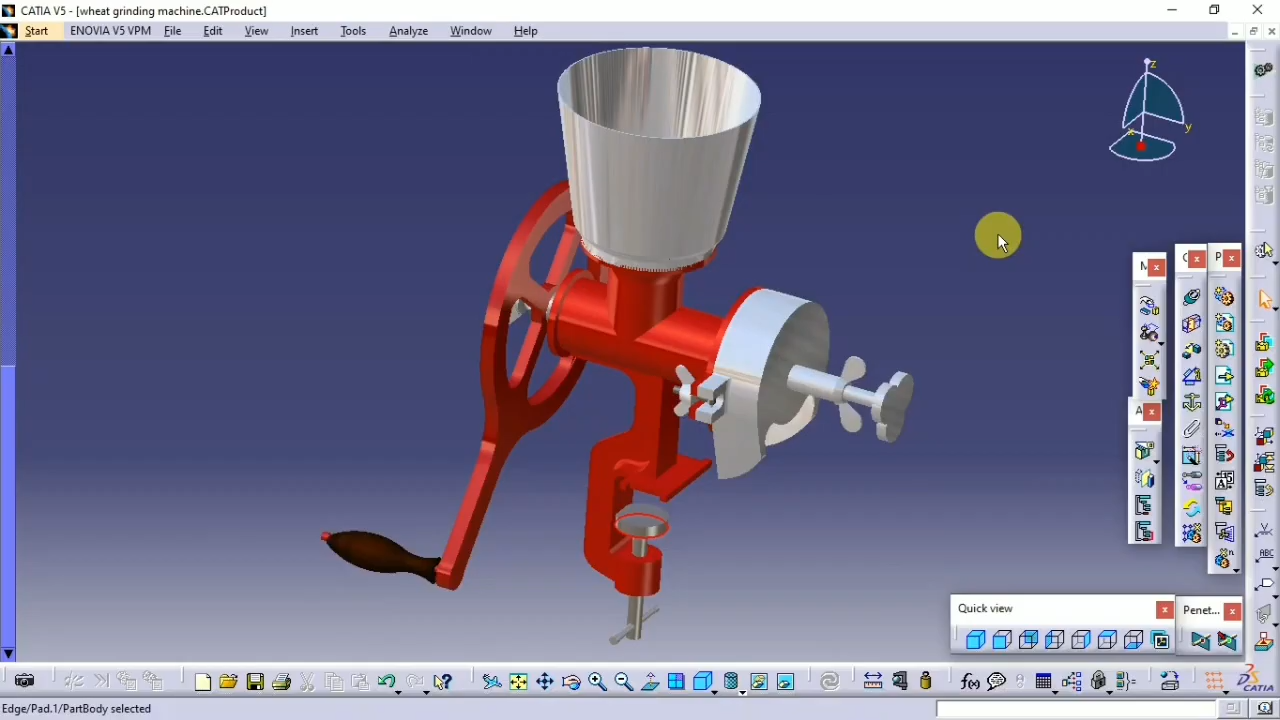 CATIA V5 - [wheat grinding machine.CATProduct]
Start ENOVIA V5 VPM File Edit View Insert Tools Analyze Window Help
z
y
x
M
C
P
A
ABC
Quick view
Penet...
f(x)
CATIA
Edge/Pad.1/PartBody selected